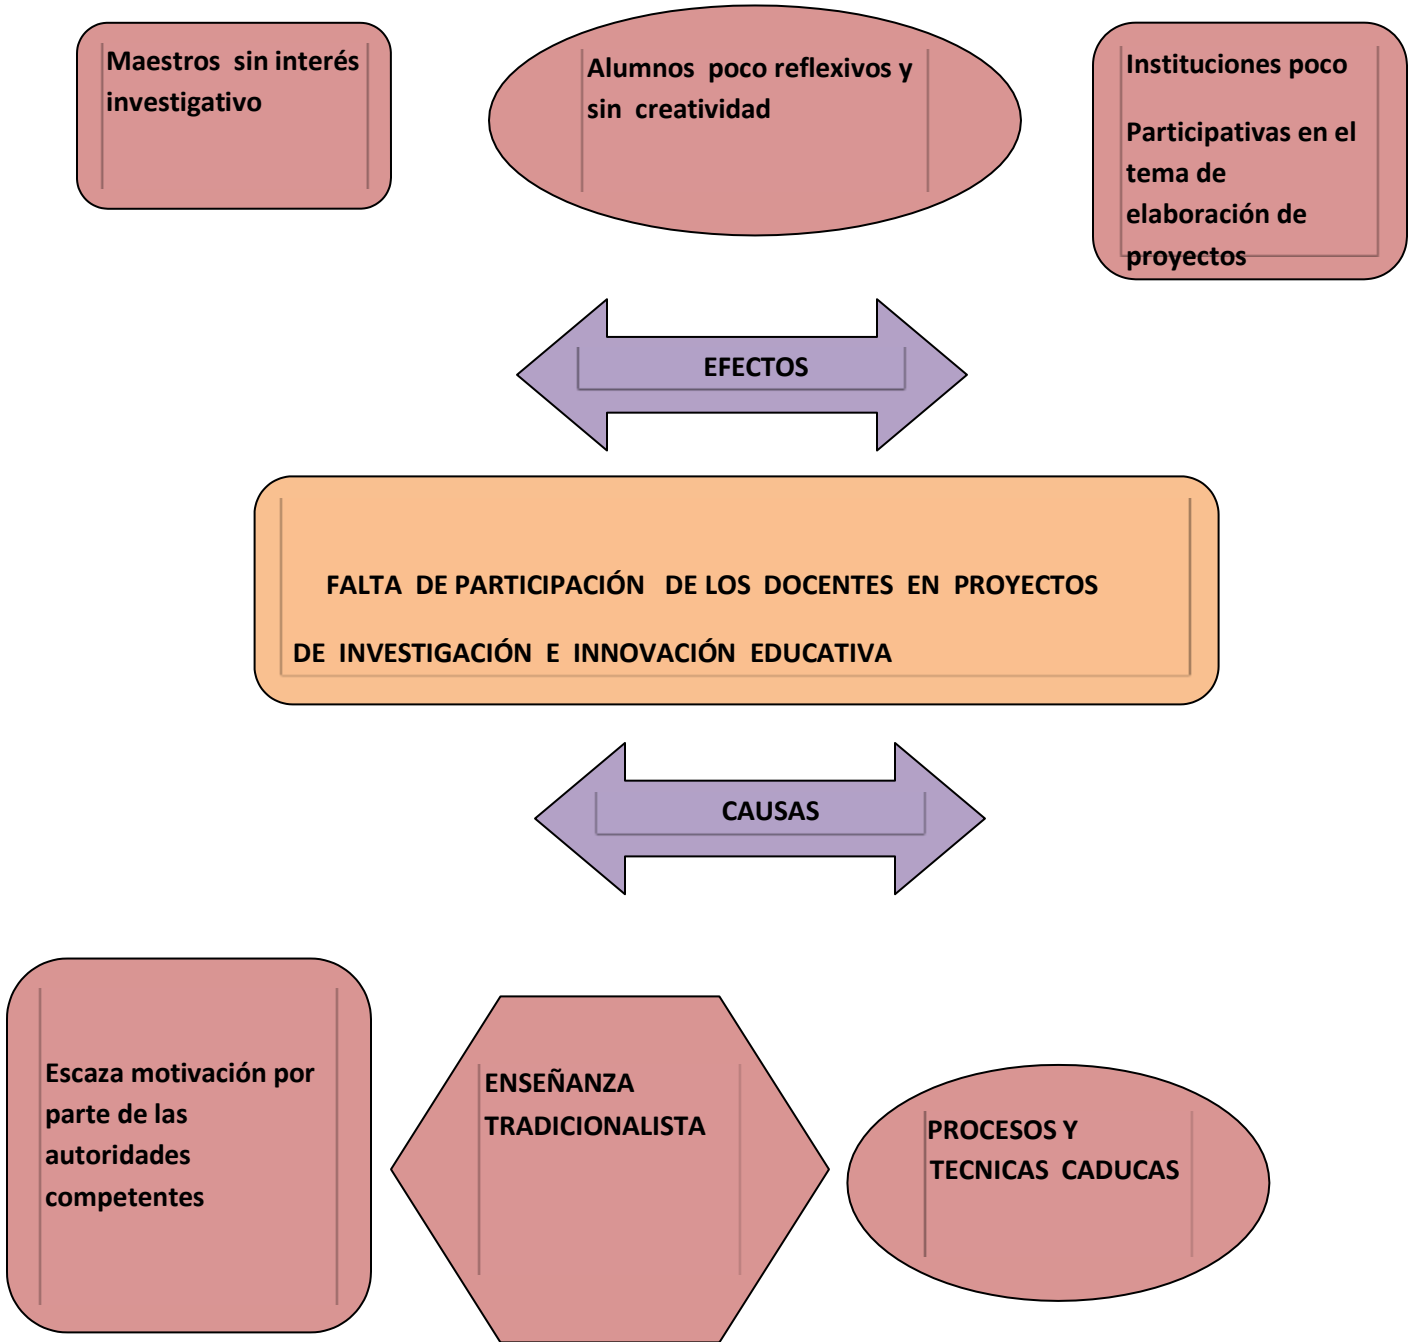 Maestros sin interés
investigativo
Alumnos poco reflexivos y
sin creatividad
Instituciones poco
Participativas en el
tema de
elaboración de
proyectos
EFECTOS
FALTA DE PARTICIPACIÓN DE LOS DOCENTES EN PROYECTOS
DE INVESTIGACIÓN E INNOVACIÓN EDUCATIVA
CAUSAS
Escaza motivación por
parte de las
autoridades
competentes
ENSEÑANZA
TRADICIONALISTA
PROCESOS Y
TECNICAS CADUCAS